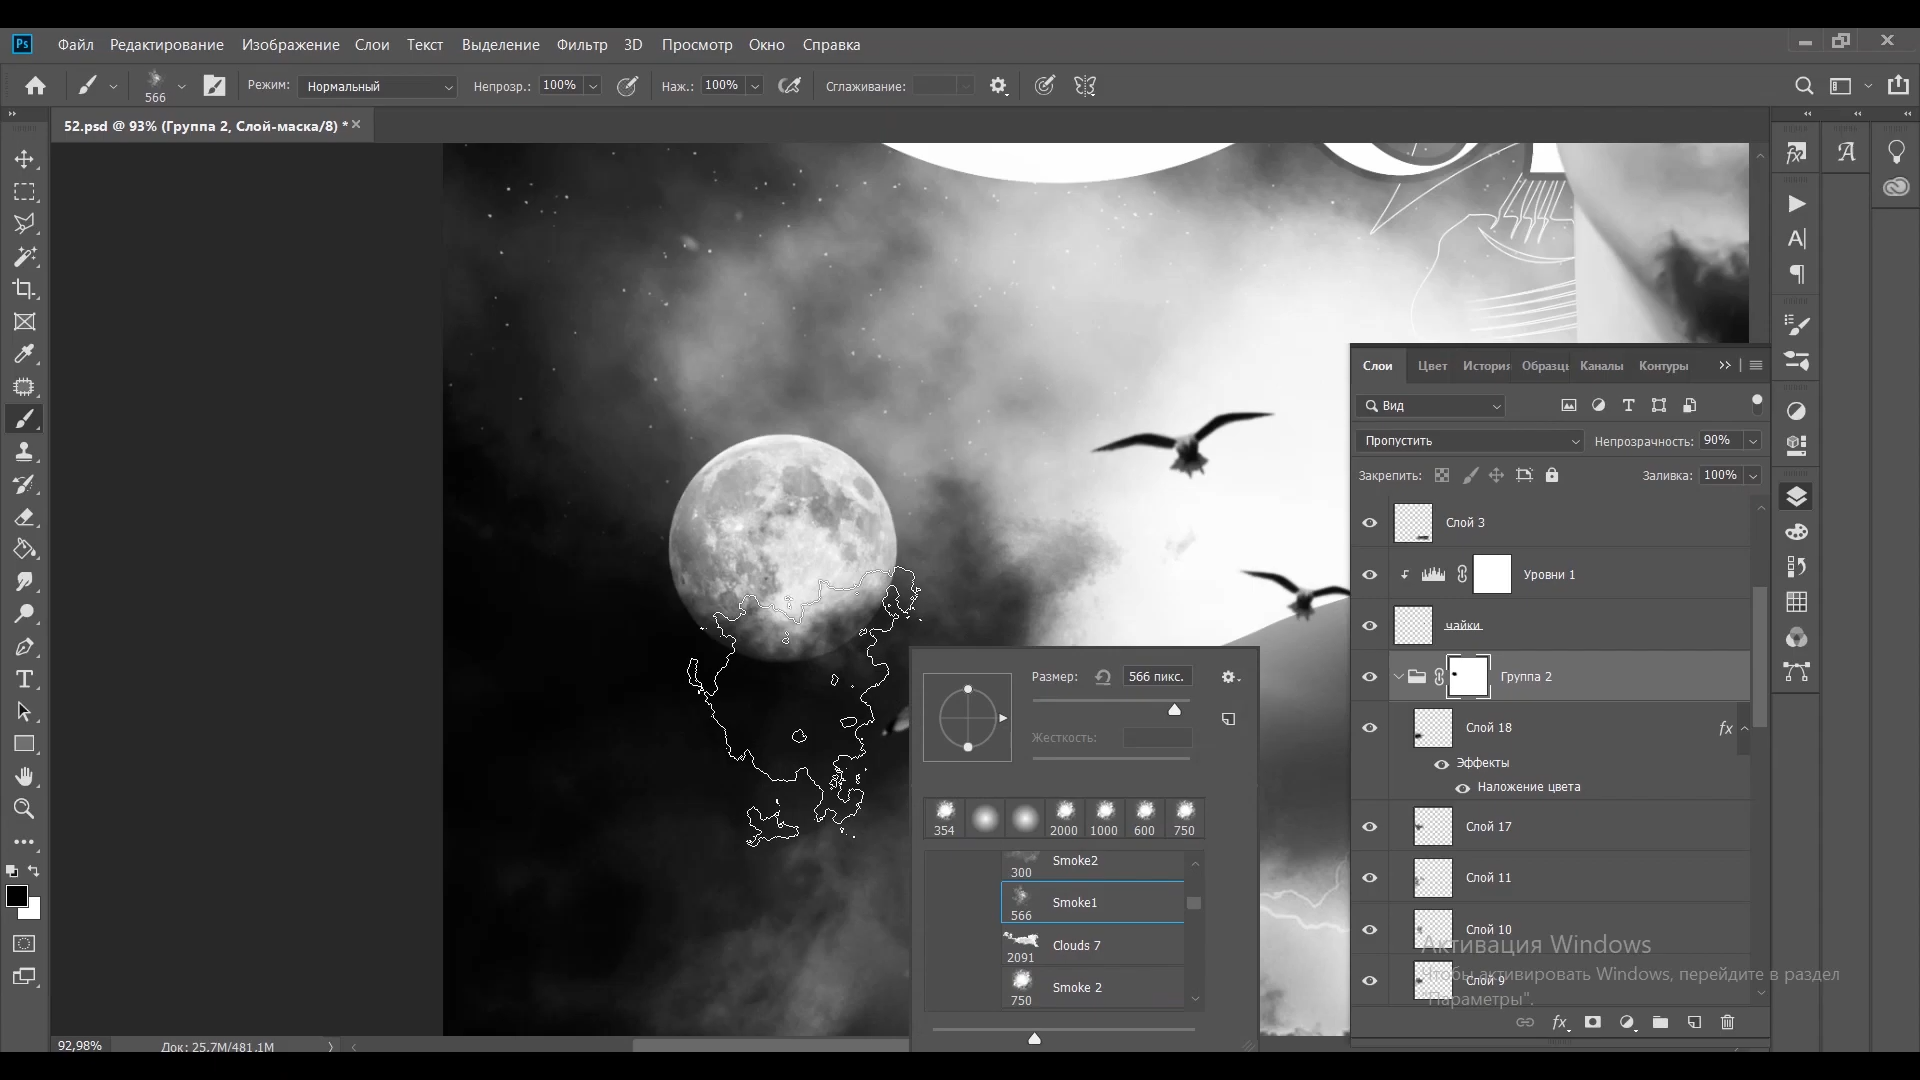 Ps Файл Редактирование Изображение Слои Текст Выделение Фильтр 3D Просмотр Окно Справка
566 Режим: Нормальный Непрозр.: 100% Наж.: 100% Сглаживание:
52.psd @ 93% (Группа 2, Слой-маска/8) *
Слои Цвет История Образцы Каналы Контуры
Вид
Пропустить Непрозрачность: 90%
Закрепить: Заливка: 100%
Слой 3
Уровни 1
чайки
Группа 2
Слой 18 fx
Эффекты
Наложение цвета
Слой 17
Слой 11
Слой 10
Слой 9
Размер: 566 пикс.
Жесткость:
354 2000 1000 600 750
Smoke2
300
Smoke1
566
Clouds 7
2091
Smoke 2
750
Активация Windows
Чтобы активировать Windows, перейдите в раздел
"Параметры".
92,98% Док: 25,7M/481,1M